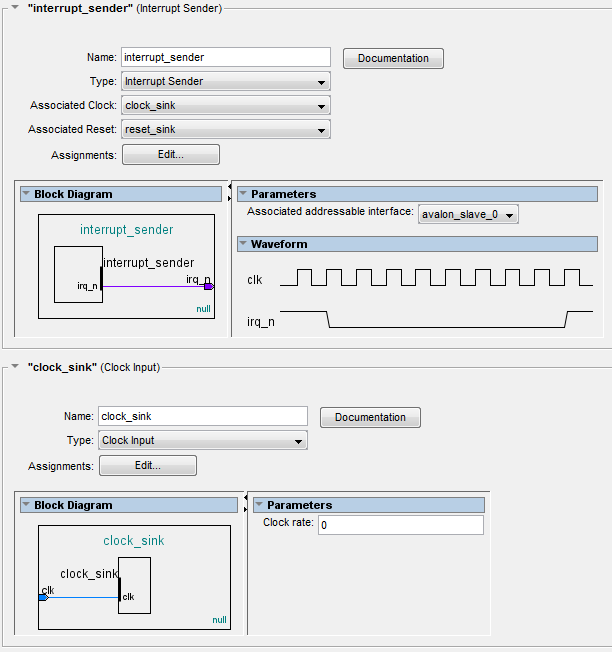 "interrupt_sender" (Interrupt Sender)
Name: interrupt_sender Documentation
Type: Interrupt Sender
Associated Clock: clock_sink
Associated Reset: reset_sink
Assignments: Edit...
Block Diagram
interrupt_sender
interrupt_sender
irq_n irq_n
null
Parameters
Associated addressable interface: avalon_slave_0
Waveform
clk
irq_n
"clock_sink" (Clock Input)
Name: clock_sink Documentation
Type: Clock Input
Assignments: Edit...
Block Diagram
clock_sink
clock_sink
clk clk
null
Parameters
Clock rate: 0